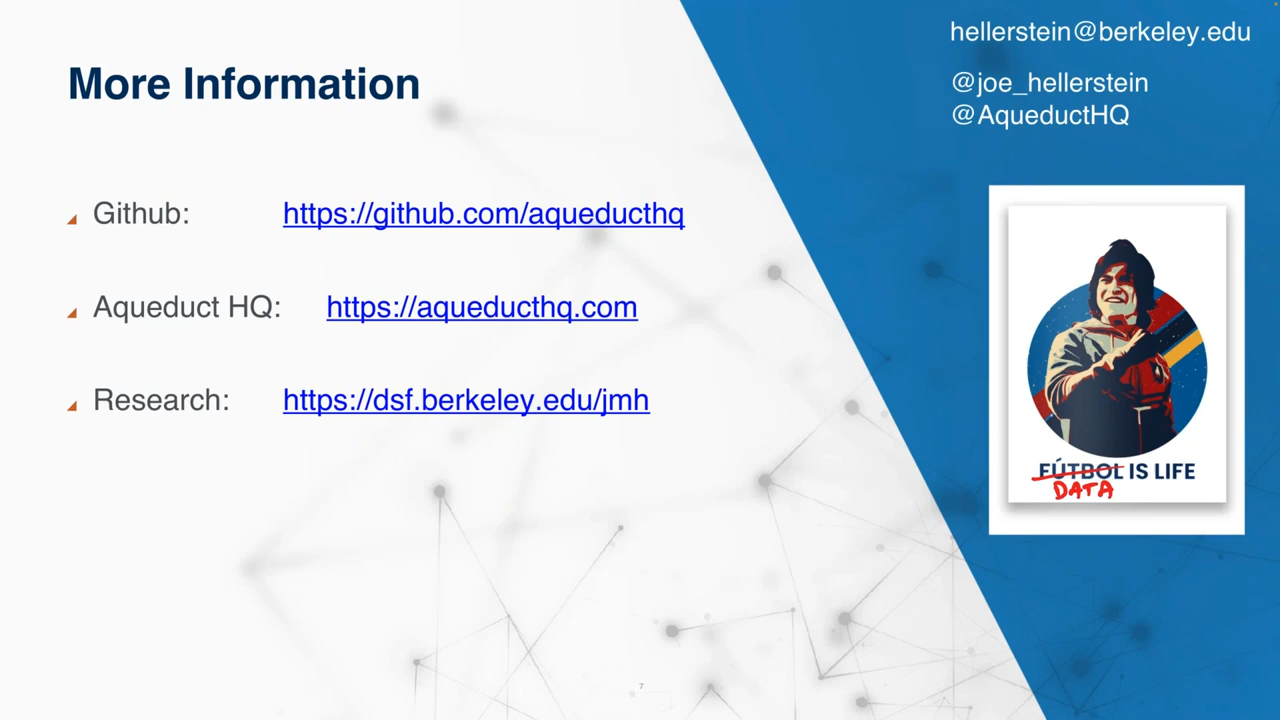 More Information
Github: https://github.com/aqueducthq
Aqueduct HQ: https://aqueducthq.com
Research: https://dsf.berkeley.edu/jmh
hellerstein@berkeley.edu
@joe_hellerstein
@AqueductHQ
FÚTBOL IS LIFE
DATA
7